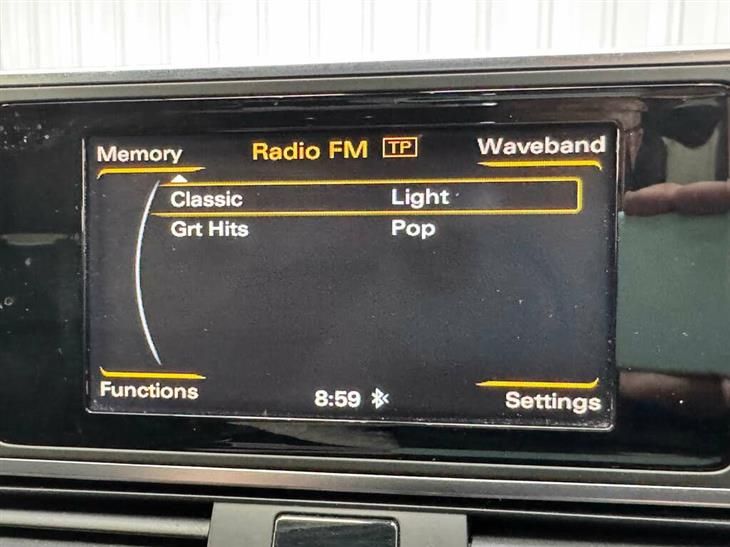 Memory Radio FM TP Waveband
Classic Light
Grt Hits Pop
Functions 8:59 Settings